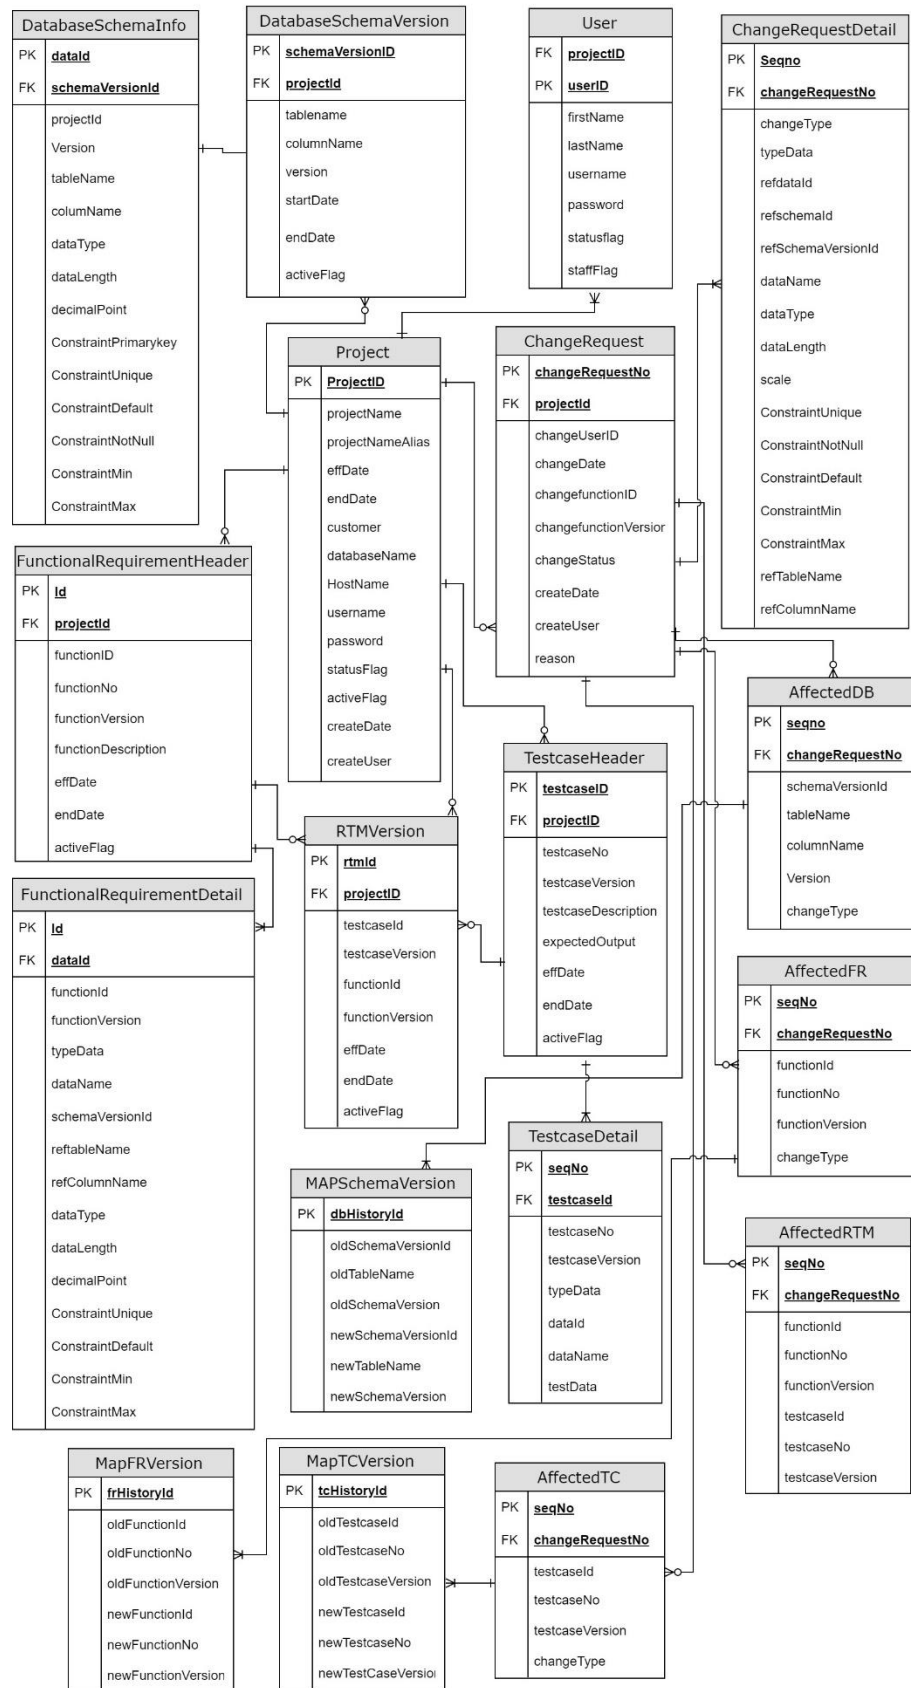 DatabaseSchemaInfo
PK dataId
FK schemaVersionId
projectId
Version
tableName
columName
dataType
dataLength
decimalPoint
ConstraintPrimarykey
ConstraintUnique
ConstraintDefault
ConstraintNotNull
ConstraintMin
ConstraintMax
DatabaseSchemaVersion
PK schemaVersionID
FK projectId
tablename
columnName
version
startDate
endDate
activeFlag
User
FK projectID
PK userID
firstName
lastName
username
password
statusflag
staffFlag
ChangeRequestDetail
PK Seqno
FK changeRequestNo
changeType
typeData
refdataId
refschemaId
refSchemaVersionId
dataName
dataType
dataLength
scale
ConstraintUnique
ConstraintNotNull
ConstraintDefault
ConstraintMin
ConstraintMax
refTableName
refColumnName
Project
PK ProjectID
projectName
projectNameAlias
effDate
endDate
customer
databaseName
HostName
username
password
statusFlag
activeFlag
createDate
createUser
ChangeRequest
PK changeRequestNo
FK projectId
changeUserID
changeDate
changefunctionID
changefunctionVersior
changeStatus
createDate
createUser
reason
FunctionalRequirementHeader
PK Id
FK projectId
functionID
functionNo
functionVersion
functionDescription
effDate
endDate
activeFlag
AffectedDB
PK seqno
FK changeRequestNo
schemaVersionId
tableName
columnName
Version
changeType
TestcaseHeader
PK testcaseID
FK projectID
testcaseNo
testcaseVersion
testcaseDescription
expectedOutput
effDate
endDate
activeFlag
RTMVersion
PK rtmId
FK projectID
testcaseId
testcaseVersion
functionId
functionVersion
effDate
endDate
activeFlag
FunctionalRequirementDetail
PK Id
FK dataId
functionId
functionVersion
typeData
dataName
schemaVersionId
reftableName
refColumnName
dataType
dataLength
decimalPoint
ConstraintUnique
ConstraintDefault
ConstraintMin
ConstraintMax
AffectedFR
PK seqNo
FK changeRequestNo
functionId
functionNo
functionVersion
changeType
TestcaseDetail
PK seqNo
FK testcaseId
testcaseNo
testcaseVersion
typeData
dataId
dataName
testData
MAPSchemaVersion
PK dbHistoryId
oldSchemaVersionId
oldTableName
oldSchemaVersion
newSchemaVersionId
newTableName
newSchemaVersion
AffectedRTM
PK seqNo
FK changeRequestNo
functionId
functionNo
functionVersion
testcaseId
testcaseNo
testcaseVersion
MapFRVersion
PK frHistoryId
oldFunctionId
oldFunctionNo
oldFunctionVersion
newFunctionId
newFunctionNo
newFunctionVersion
MapTCVersion
PK tcHistoryId
oldTestcaseId
oldTestcaseNo
oldTestcaseVersion
newTestcaseId
newTestcaseNo
newTestCaseVersio
AffectedTC
PK seqNo
FK changeRequestNo
testcaseId
testcaseNo
testcaseVersion
changeType